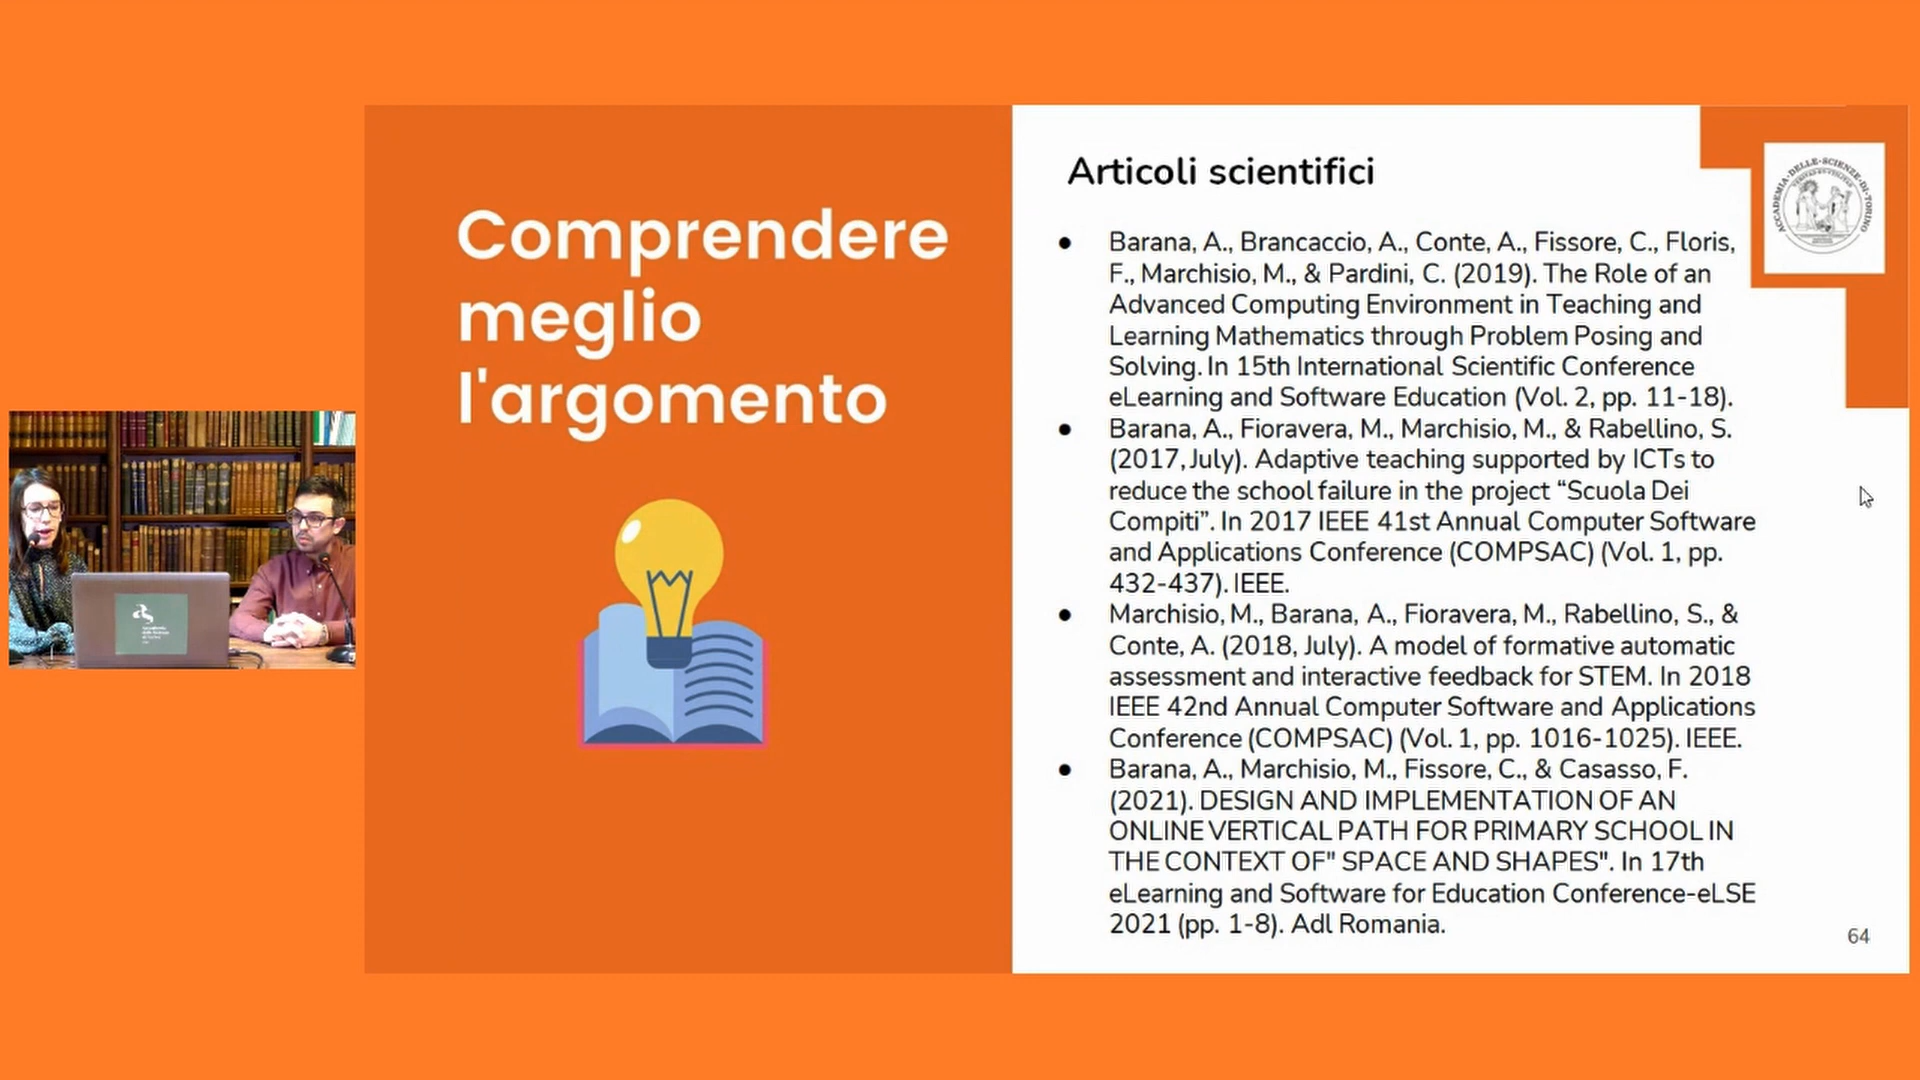 Comprendere
meglio
l'argomento
Articoli scientifici
ACCADEMIA·DELLE·SCIENZE·DI·TORINO
● Barana, A., Brancaccio, A., Conte, A., Fissore, C., Floris,
F., Marchisio, M., & Pardini, C. (2019). The Role of an
Advanced Computing Environment in Teaching and
Learning Mathematics through Problem Posing and
Solving. In 15th International Scientific Conference
eLearning and Software Education (Vol. 2, pp. 11-18).
● Barana, A., Fioravera, M., Marchisio, M., & Rabellino, S.
(2017, July). Adaptive teaching supported by ICTs to
reduce the school failure in the project “Scuola Dei
Compiti”. In 2017 IEEE 41st Annual Computer Software
and Applications Conference (COMPSAC) (Vol. 1, pp.
432-437). IEEE.
● Marchisio, M., Barana, A., Fioravera, M., Rabellino, S., &
Conte, A. (2018, July). A model of formative automatic
assessment and interactive feedback for STEM. In 2018
IEEE 42nd Annual Computer Software and Applications
Conference (COMPSAC) (Vol. 1, pp. 1016-1025). IEEE.
● Barana, A., Marchisio, M., Fissore, C., & Casasso, F.
(2021). DESIGN AND IMPLEMENTATION OF AN
ONLINE VERTICAL PATH FOR PRIMARY SCHOOL IN
THE CONTEXT OF" SPACE AND SHAPES". In 17th
eLearning and Software for Education Conference-eLSE
2021 (pp. 1-8). Adl Romania.
64